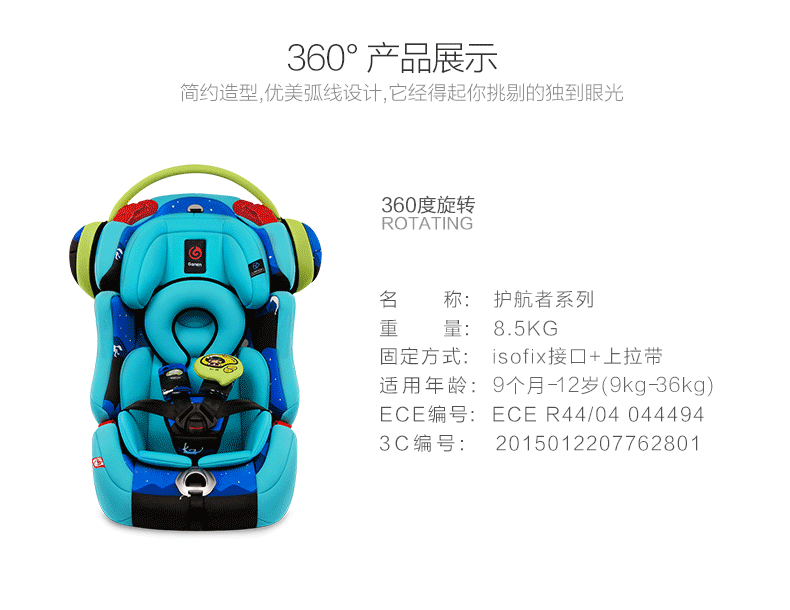 360° 产品展示
简约造型,优美弧线设计,它经得起你挑剔的独到眼光
Ganen
360度旋转
ROTATING
名 称： 护航者系列
重 量： 8.5KG
固定方式： isofix接口+上拉带
适用年龄： 9个月-12岁(9kg-36kg)
ECE编号： ECE R44/04 044494
3C编号： 2015012207762801